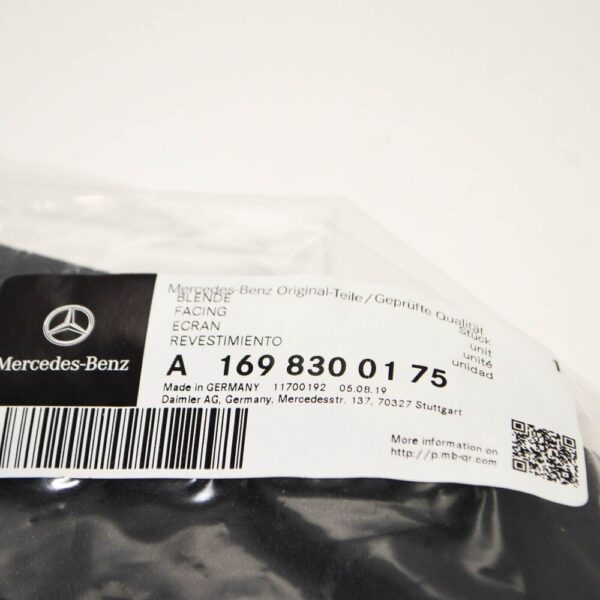 Mercedes-Benz Original-Teile/Geprüfte Qualität
BLENDE Stück
FACING unit
ECRAN unité
REVESTIMIENTO unidad
Mercedes-Benz
A 169 830 01 75
Made in GERMANY 11700192 05.08.19
Daimler AG, Germany, Mercedesstr. 137, 70327 Stuttgart
More information on
http://p.mb-qr.com